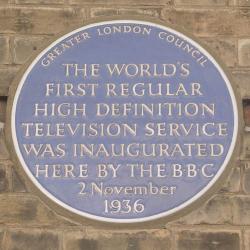 GREATER LONDON COUNCIL
THE WORLD'S
FIRST REGULAR
HIGH DEFINITION
TELEVISION SERVICE
WAS INAUGURATED
HERE BY THE BBC
2 November
1936